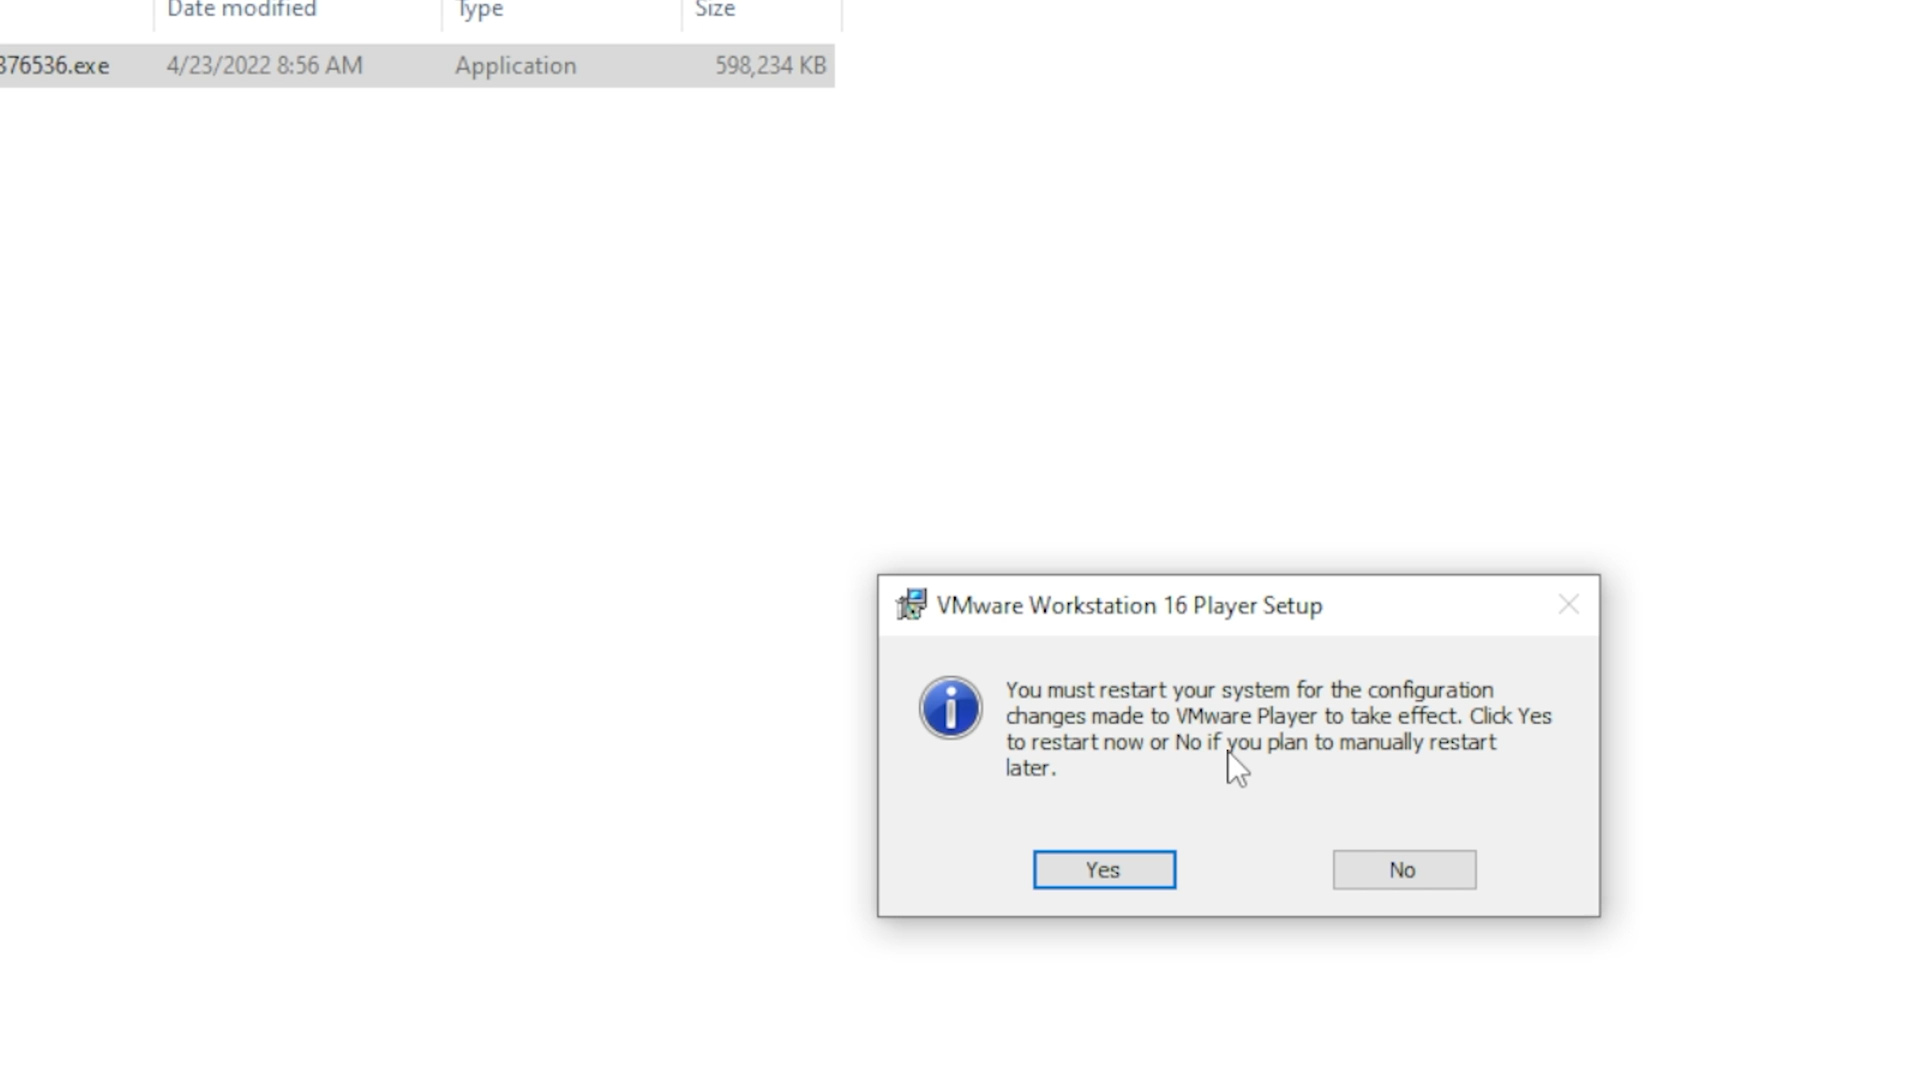 Date modified Type Size
376536.exe 4/23/2022 8:56 AM Application 598,234 KB
VMware Workstation 16 Player Setup
You must restart your system for the configuration
changes made to VMware Player to take effect. Click Yes
to restart now or No if you plan to manually restart
later.
Yes No